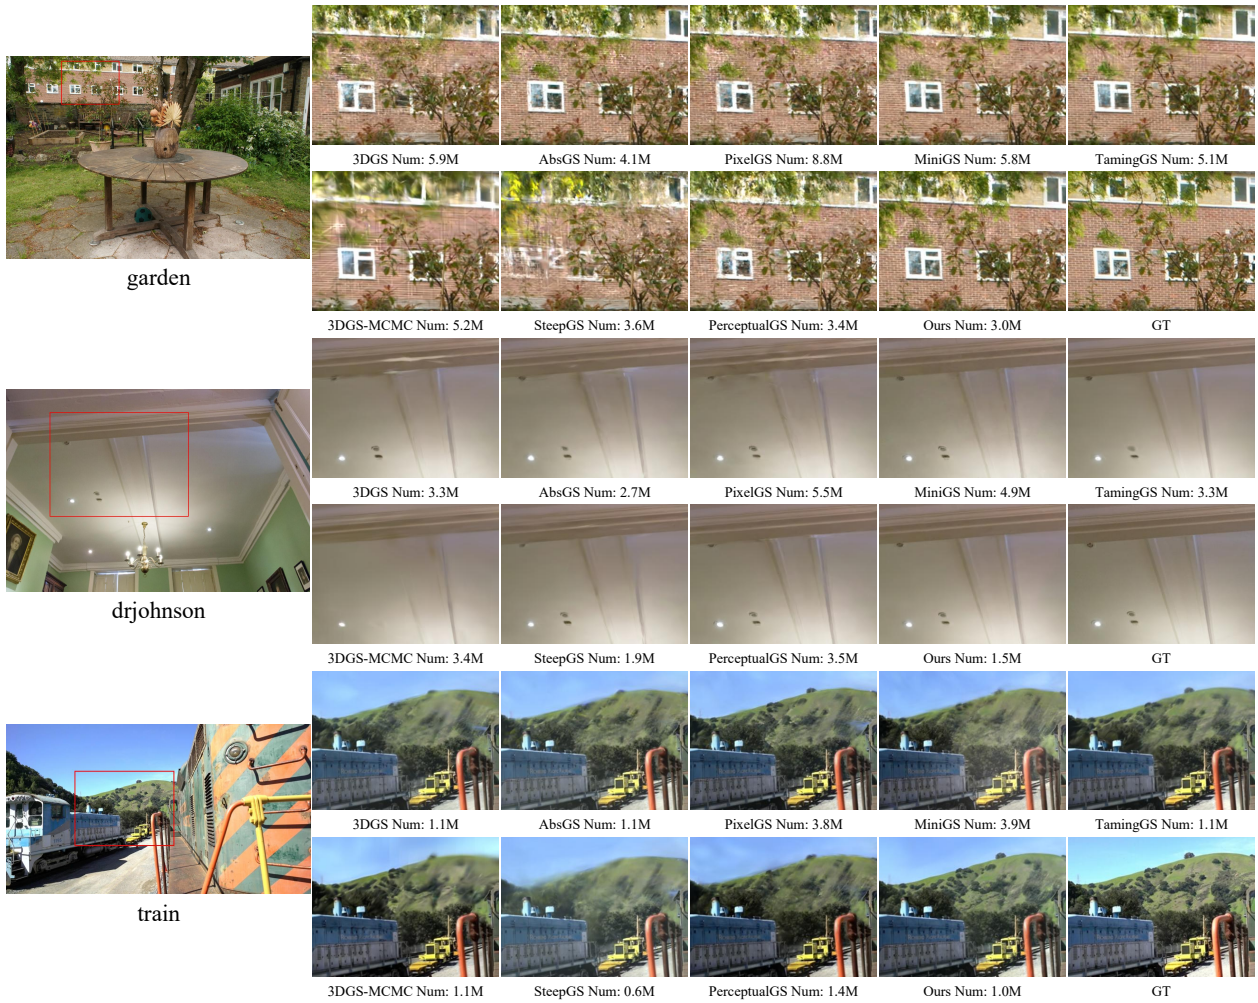 3DGS Num: 5.9M AbsGS Num: 4.1M PixelGS Num: 8.8M MiniGS Num: 5.8M TamingGS Num: 5.1M
garden
3DGS-MCMC Num: 5.2M SteepGS Num: 3.6M PerceptualGS Num: 3.4M Ours Num: 3.0M GT
3DGS Num: 3.3M AbsGS Num: 2.7M PixelGS Num: 5.5M MiniGS Num: 4.9M TamingGS Num: 3.3M
drjohnson
3DGS-MCMC Num: 3.4M SteepGS Num: 1.9M PerceptualGS Num: 3.5M Ours Num: 1.5M GT
3DGS Num: 1.1M AbsGS Num: 1.1M PixelGS Num: 3.8M MiniGS Num: 3.9M TamingGS Num: 1.1M
train
3DGS-MCMC Num: 1.1M SteepGS Num: 0.6M PerceptualGS Num: 1.4M Ours Num: 1.0M GT